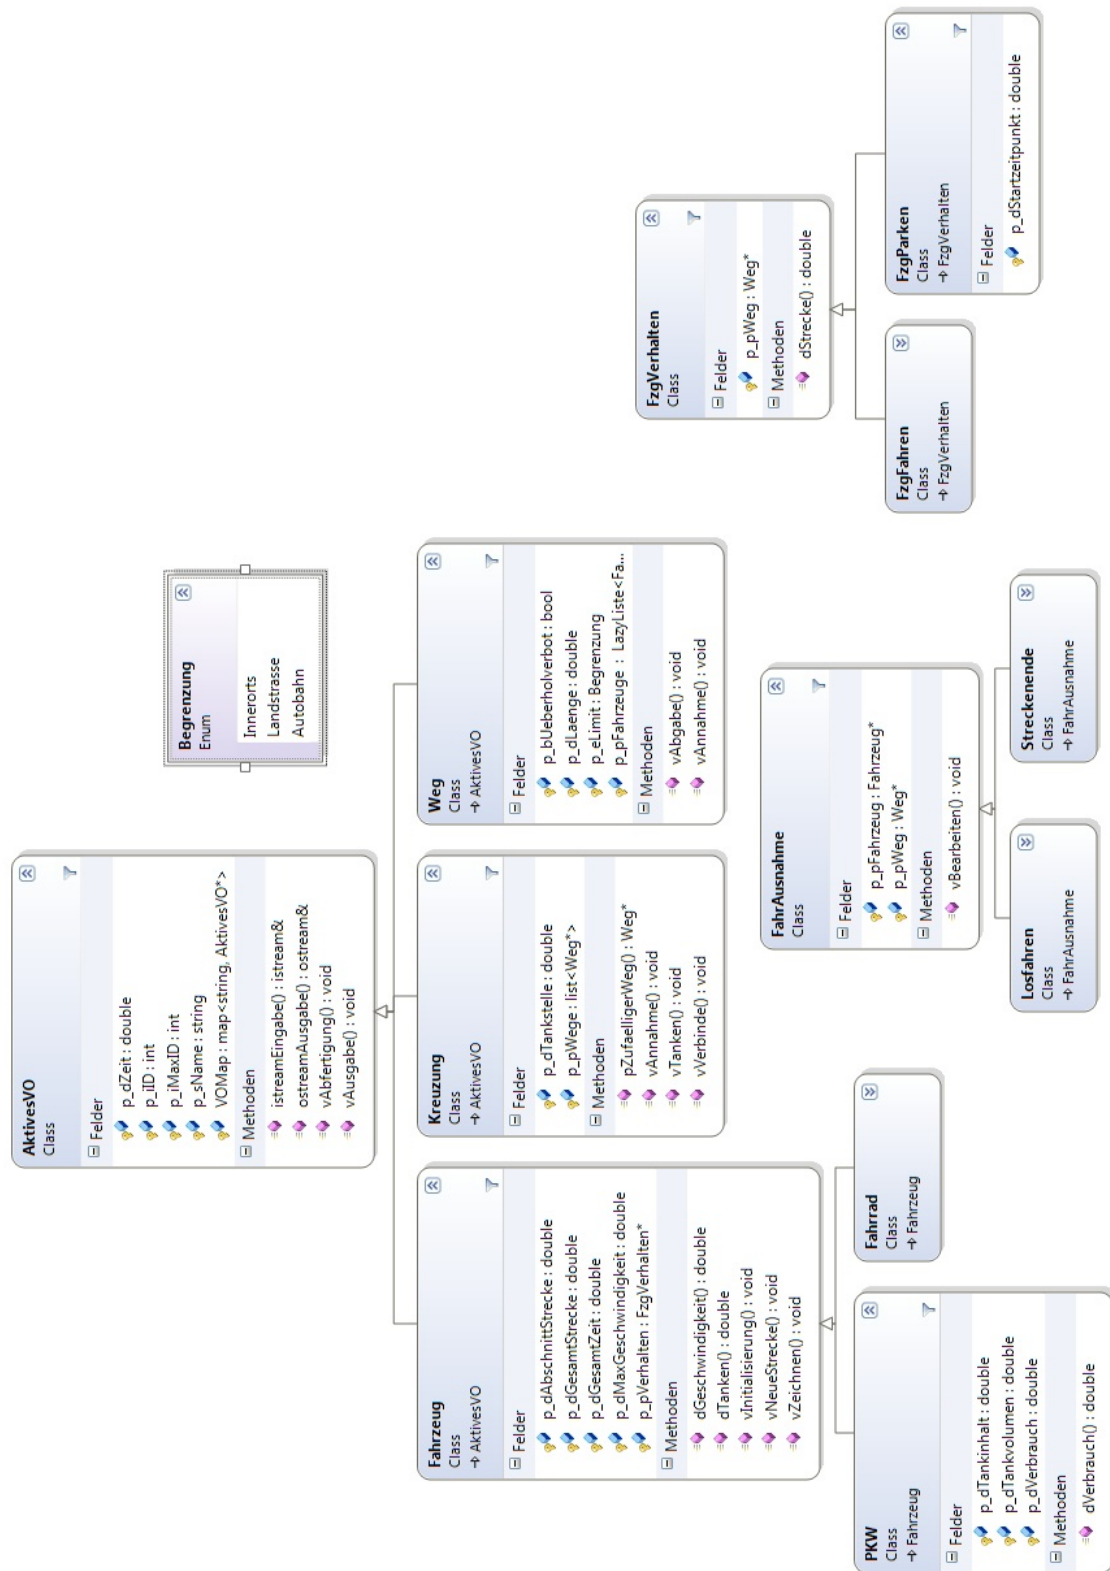 AktivesVO
Class
Felder
p_dZeit : double
p_iID : int
p_iMaxID : int
p_sName : string
VOMap : map<string, AktivesVO*>
Methoden
istreamEingabe() : istream&
ostreamAusgabe() : ostream&
vAbfertigung() : void
vAusgabe() : void
Begrenzung
Enum
Innerorts
Landstrasse
Autobahn
Fahrzeug
Class
AktivesVO
Felder
p_dAbschnittStrecke : double
p_dGesamtStrecke : double
p_dGesamtZeit : double
p_dMaxGeschwindigkeit : double
p_pVerhalten : FzgVerhalten*
Methoden
dGeschwindigkeit() : double
dTanken() : double
vInitialisierung() : void
vNeueStrecke() : void
vZeichnen() : void
Kreuzung
Class
AktivesVO
Felder
p_dTankstelle : double
p_pWege : list<Weg*>
Methoden
pZufaelligerWeg() : Weg*
vAnnahme() : void
vTanken() : void
vVerbinde() : void
Weg
Class
AktivesVO
Felder
p_bUeberholverbot : bool
p_dLaenge : double
p_eLimit : Begrenzung
p_pFahrzeuge : LazyListe<Fa...
Methoden
vAbgabe() : void
vAnnahme() : void
FzgVerhalten
Class
Felder
p_pWeg : Weg*
Methoden
dStrecke() : double
PKW
Class
Fahrzeug
Felder
p_dTankinhalt : double
p_dTankvolumen : double
p_dVerbrauch : double
Methoden
dVerbrauch() : double
Fahrrad
Class
Fahrzeug
FahrAusnahme
Class
Felder
p_pFahrzeug : Fahrzeug*
p_pWeg : Weg*
Methoden
vBearbeiten() : void
Losfahren
Class
FahrAusnahme
Streckenende
Class
FahrAusnahme
FzgFahren
Class
FzgVerhalten
FzgParken
Class
FzgVerhalten
Felder
p_dStartzeitpunkt : double